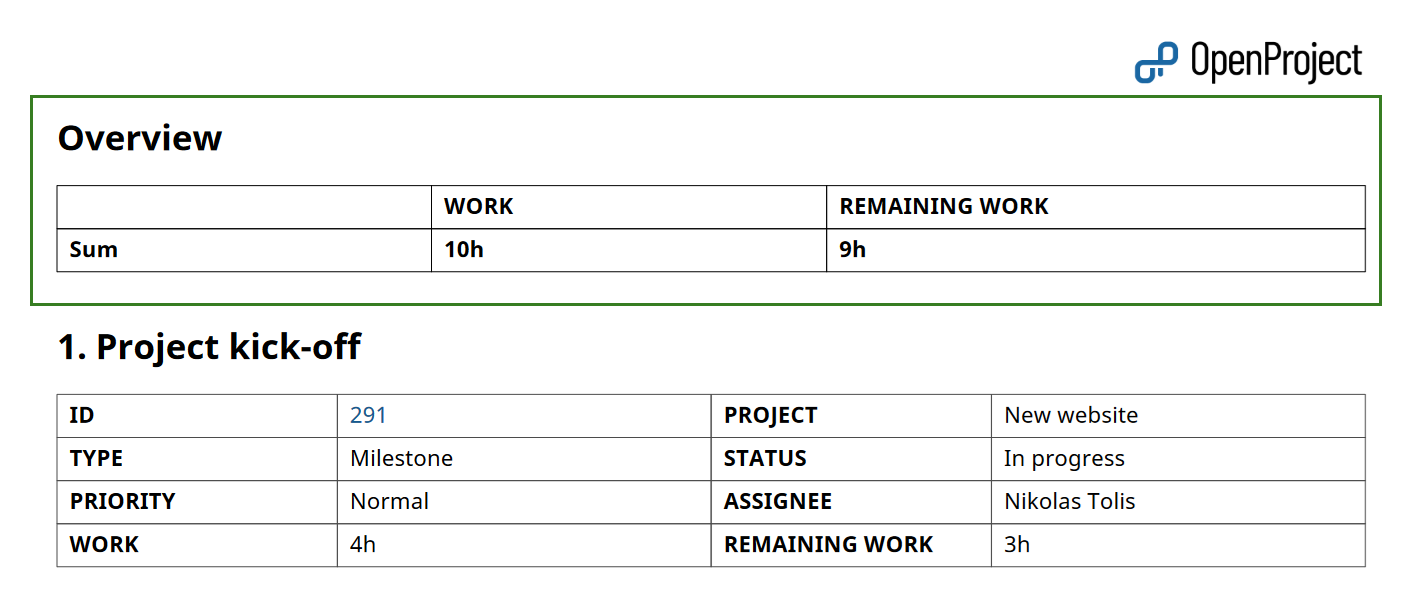 OpenProject
Overview
WORK REMAINING WORK
Sum 10h 9h
1. Project kick-off
ID 291 PROJECT New website
TYPE Milestone STATUS In progress
PRIORITY Normal ASSIGNEE Nikolas Tolis
WORK 4h REMAINING WORK 3h